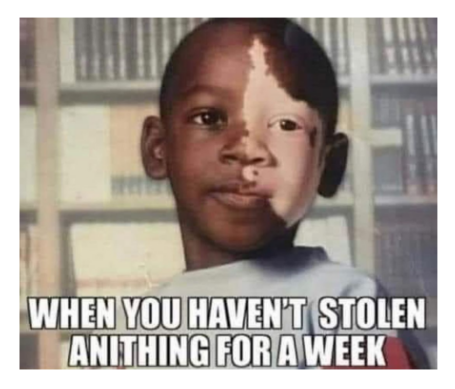 WHEN YOU HAVEN'T STOLEN
ANITHING FOR A WEEK